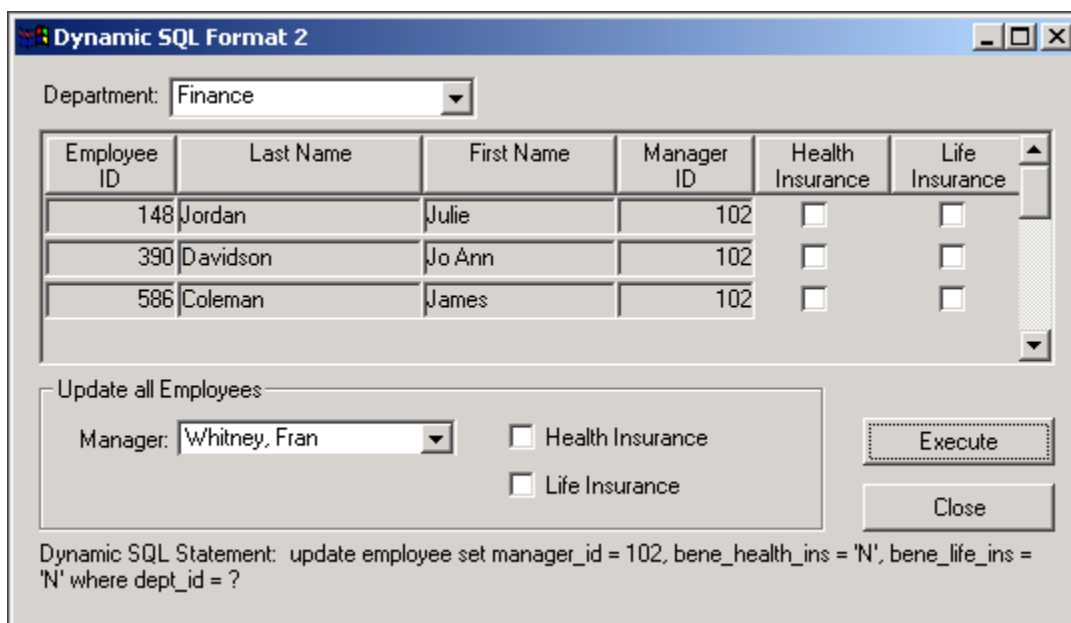 Dynamic SQL Format 2
Department: Finance
Employee ID Last Name First Name Manager ID Health Insurance Life Insurance
148 Jordan Julie 102
390 Davidson Jo Ann 102
586 Coleman James 102
Update all Employees
Manager: Whitney, Fran Health Insurance
Life Insurance
Execute
Close
Dynamic SQL Statement: update employee set manager_id = 102, bene_health_ins = 'N', bene_life_ins =
'N' where dept_id = ?